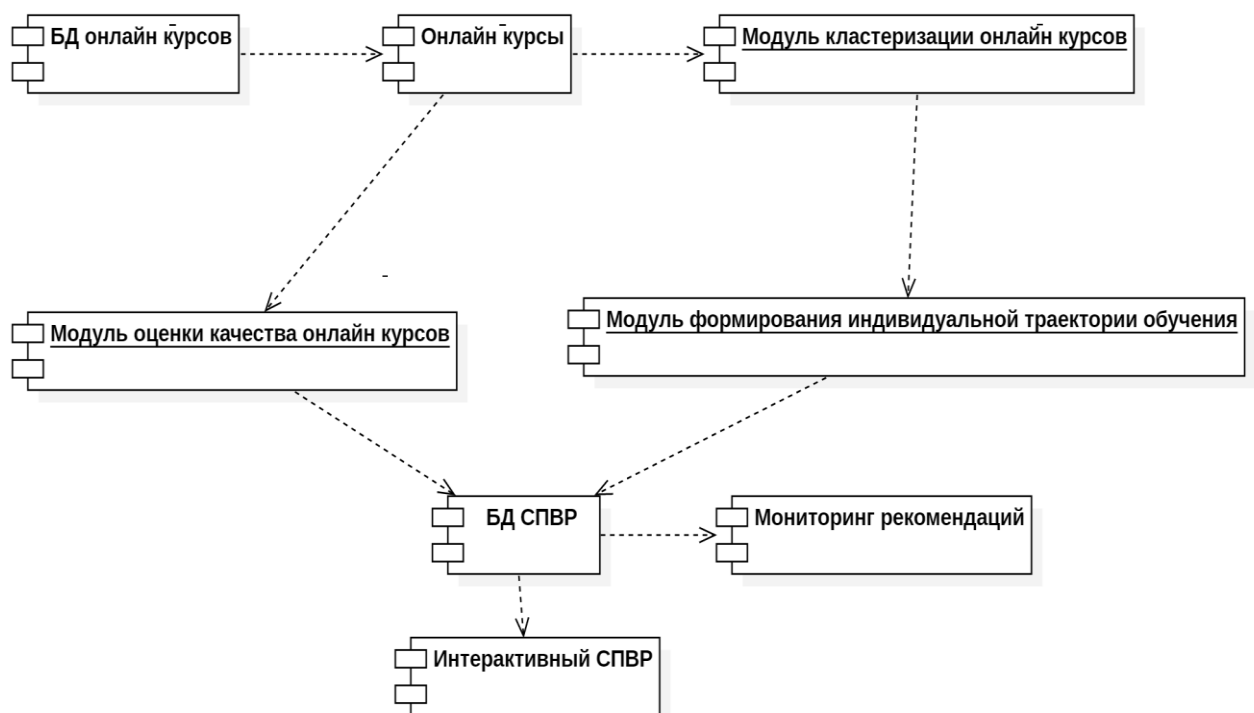 БД онлайн курсов
Онлайн курсы
Модуль кластеризации онлайн курсов
Модуль оценки качества онлайн курсов
Модуль формирования индивидуальной траектории обучения
БД СПВР
Мониторинг рекомендаций
Интерактивный СПВР